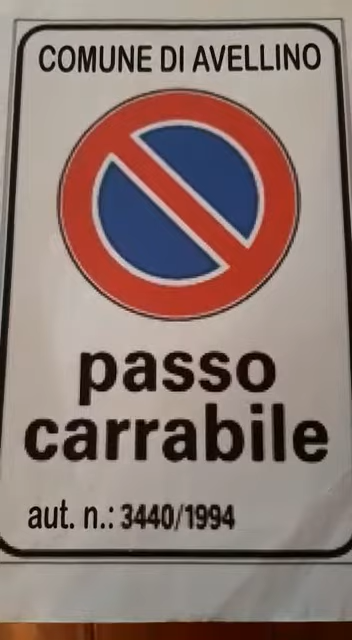 COMUNE DI AVELLINO
passo
carrabile
aut. n.: 3440/1994